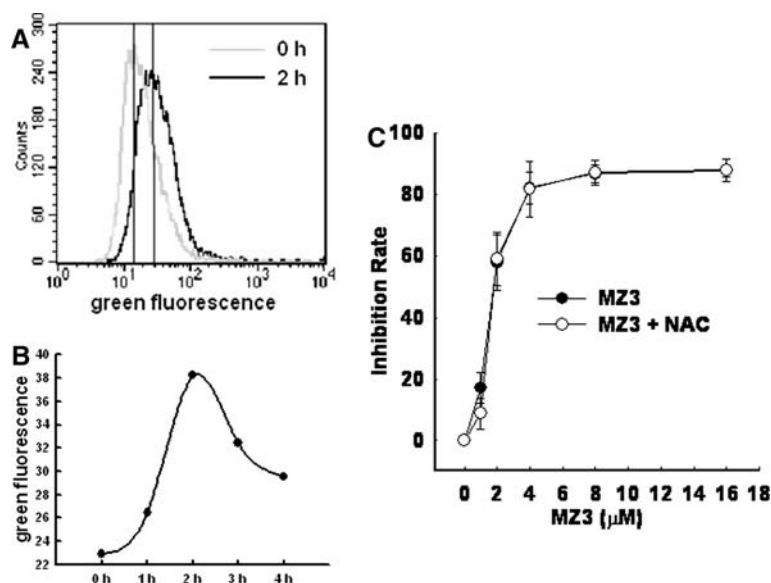 A
300
240
180
120
60
0
Counts
0 h
2 h
10^0 10^1 10^2 10^3 10^4
green fluorescence
B
40
38
36
34
32
30
28
26
24
22
green fluorescence
0 h 1 h 2 h 3 h 4 h
C
100
80
60
40
20
0
Inhibition Rate
MZ3
MZ3 + NAC
0 2 4 6 8 10 12 14 16 18
MZ3 (μM)